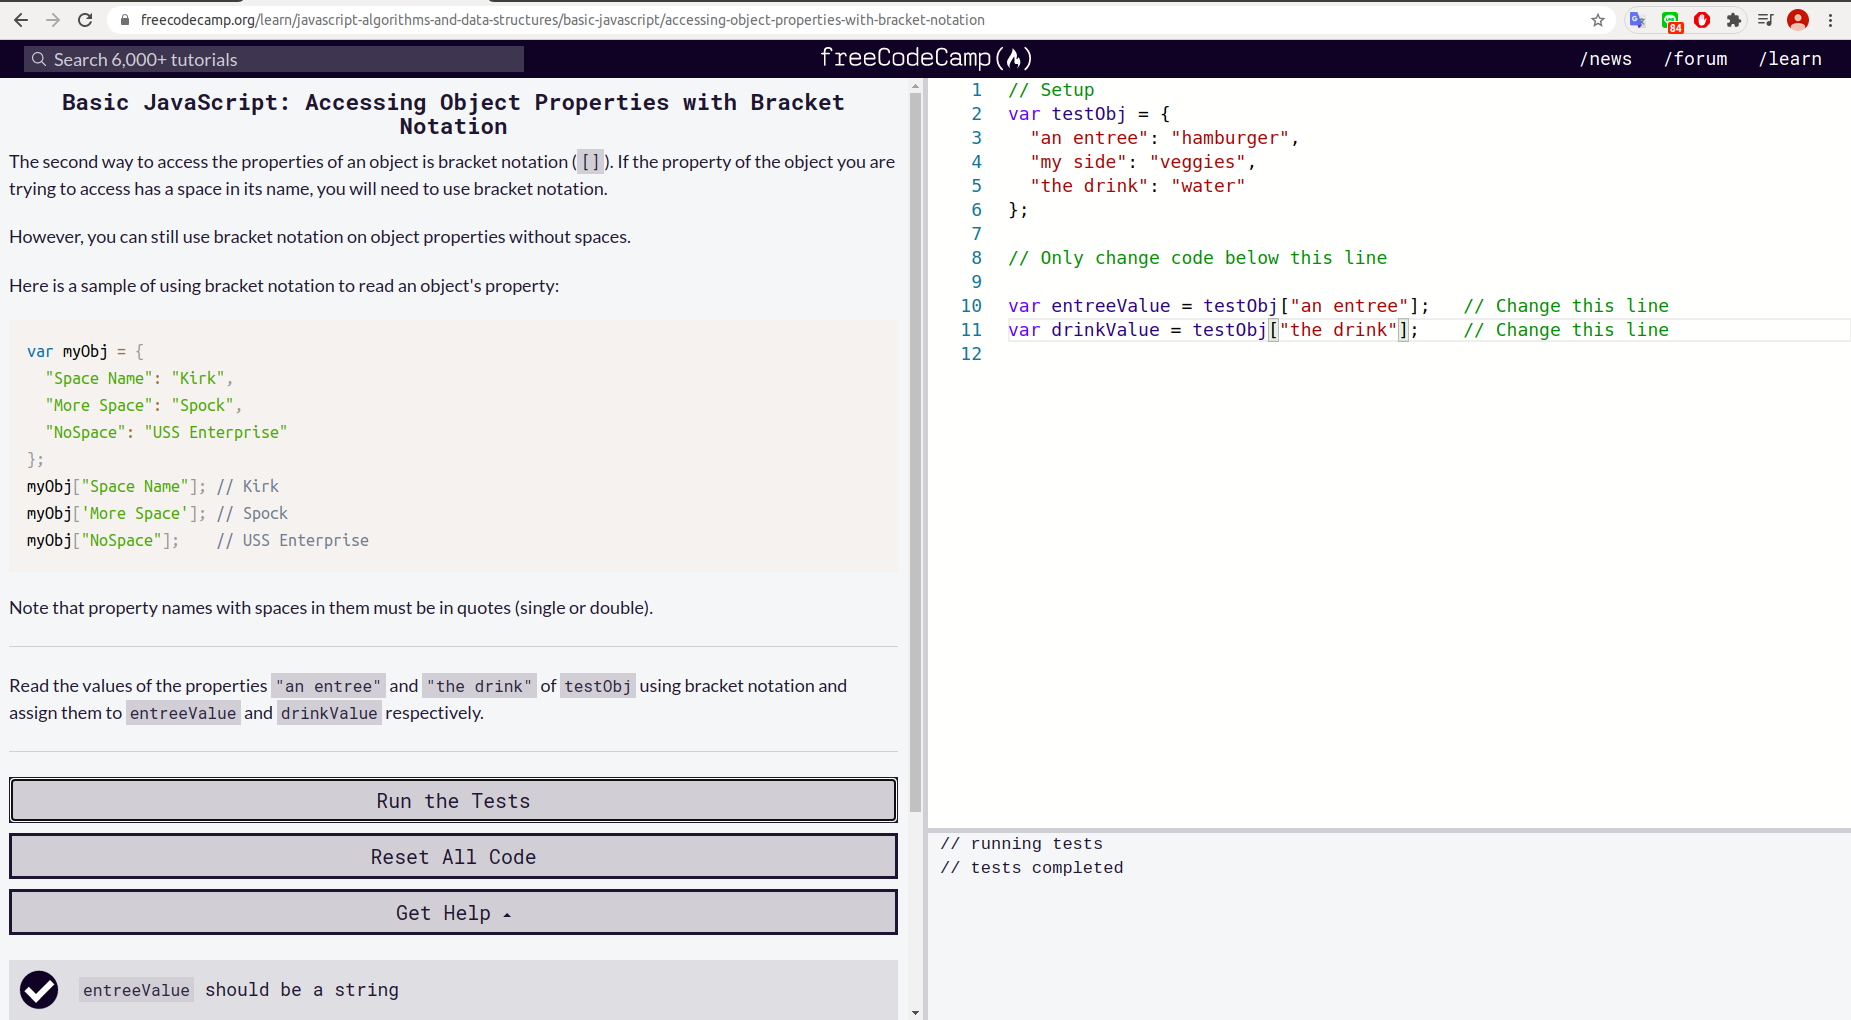 freecodecamp.org/learn/javascript-algorithms-and-data-structures/basic-javascript/accessing-object-properties-with-bracket-notation
84
Search 6,000+ tutorials
freeCodeCamp
/news
/forum
/learn
Basic JavaScript: Accessing Object Properties with Bracket
Notation
The second way to access the properties of an object is bracket notation ([]). If the property of the object you are
trying to access has a space in its name, you will need to use bracket notation.
However, you can still use bracket notation on object properties without spaces.
Here is a sample of using bracket notation to read an object's property:
var myObj = {
"Space Name": "Kirk",
"More Space": "Spock",
"NoSpace": "USS Enterprise"
};
myObj["Space Name"]; // Kirk
myObj['More Space']; // Spock
myObj["NoSpace"];    // USS Enterprise
Note that property names with spaces in them must be in quotes (single or double).
Read the values of the properties "an entree" and "the drink" of testObj using bracket notation and
assign them to entreeValue and drinkValue respectively.
Run the Tests
Reset All Code
Get Help
entreeValue should be a string
1 // Setup
2 var testObj = {
3 "an entree": "hamburger",
4 "my side": "veggies",
5 "the drink": "water"
6 };
7
8 // Only change code below this line
9
10 var entreeValue = testObj["an entree"];   // Change this line
11 var drinkValue = testObj["the drink"];    // Change this line
12
// running tests
// tests completed